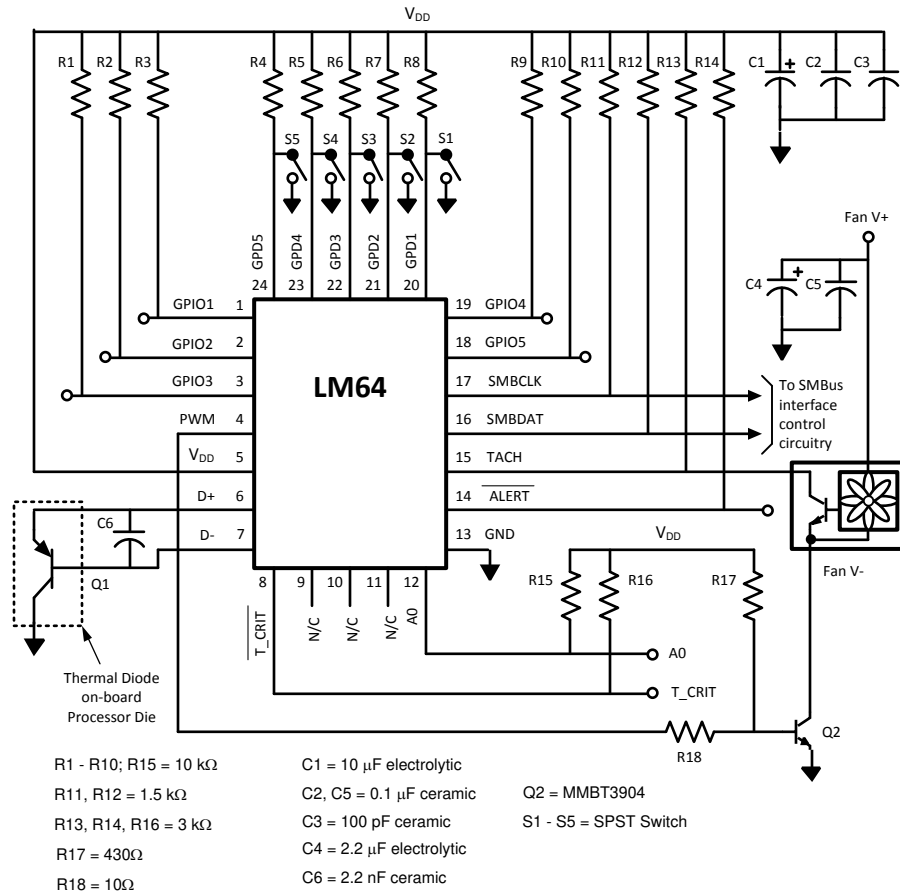 VDD
R1 R2 R3 R4 R5 R6 R7 R8 R9 R10 R11 R12 R13 R14 C1 + C2 C3
S5 S4 S3 S2 S1
Fan V+
GPD5 GPD4 GPD3 GPD2 GPD1
24 23 22 21 20
C4 + C5
GPIO1 1 19 GPIO4
GPIO2 2 18 GPIO5
LM64
GPIO3 3 17 SMBCLK
To SMBus
interface
control
circuitry
PWM 4 16 SMBDAT
VDD 5 15 TACH
D+ 6 14 ALERT
C6
D- 7 13 GND
VDD
Fan V-
Q1
8 9 10 11 12
T_CRIT N/C N/C N/C A0
R15 R16 R17
A0
T_CRIT
Thermal Diode
on-board
Processor Die
R18
Q2
R1 - R10; R15 = 10 kΩ
R11, R12 = 1.5 kΩ
R13, R14, R16 = 3 kΩ
R17 = 430Ω
R18 = 10Ω
C1 = 10 μF electrolytic
C2, C5 = 0.1 μF ceramic
C3 = 100 pF ceramic
C4 = 2.2 μF electrolytic
C6 = 2.2 nF ceramic
Q2 = MMBT3904
S1 - S5 = SPST Switch